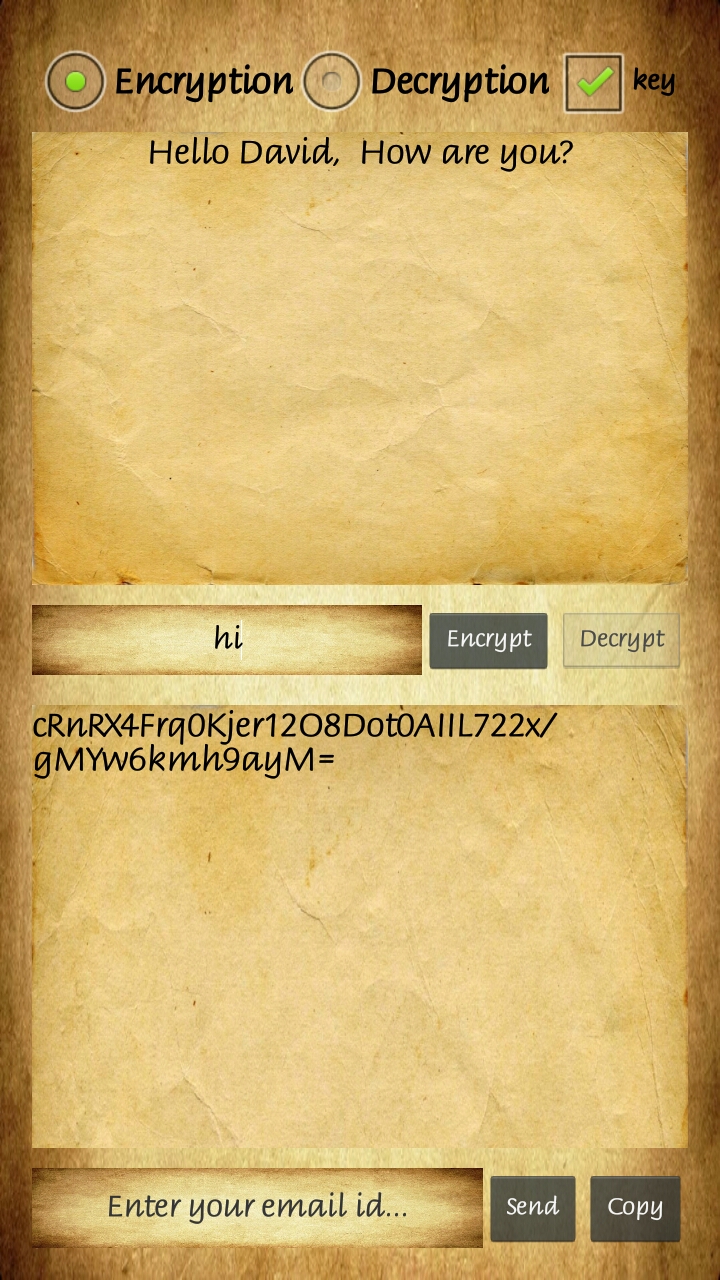 Encryption Decryption key
Hello David,  How are you?
hi
Encrypt Decrypt
cRnRX4Frq0Kjer12O8Dot0AIIL722x/
gMYw6kmh9ayM=
Enter your email id...
Send Copy